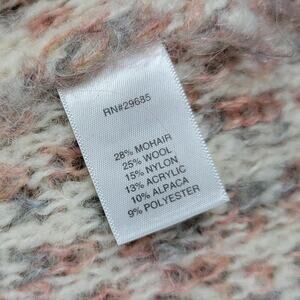 RN#29685
28% MOHAIR
25% WOOL
15% NYLON
13% ACRYLIC
10% ALPACA
9% POLYESTER